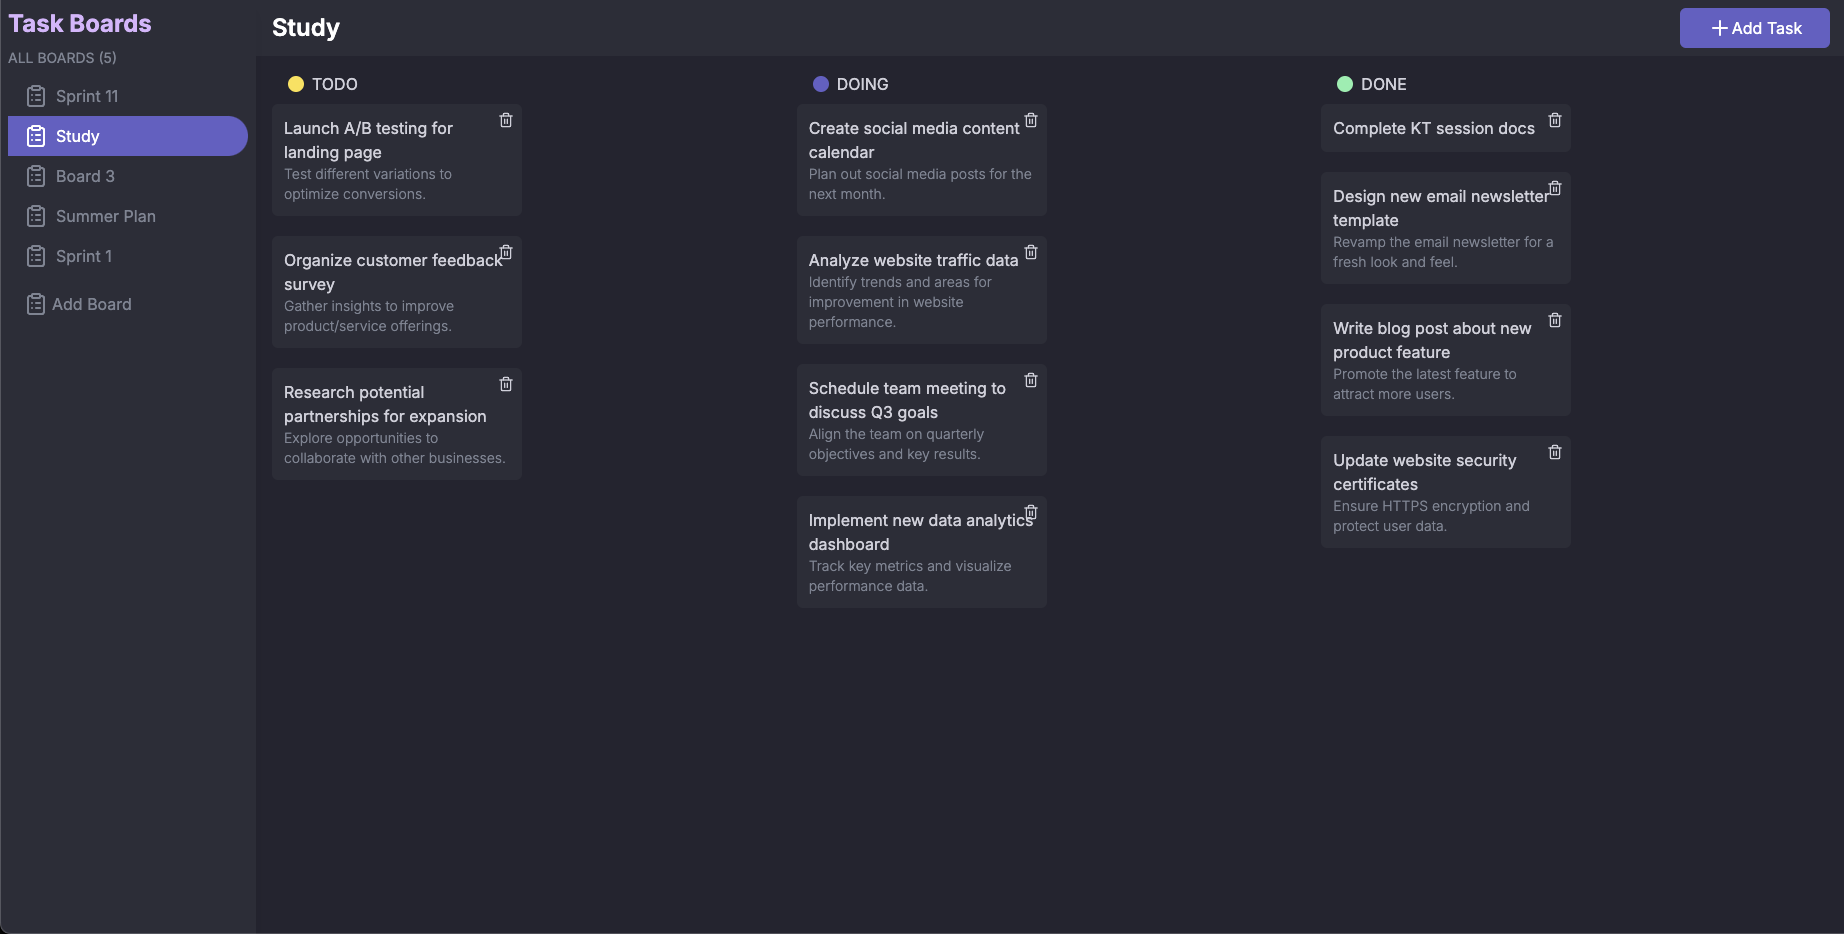 Task Boards
ALL BOARDS (5)
Sprint 11
Study
Board 3
Summer Plan
Sprint 1
Add Board
Study
Add Task
TODO
Launch A/B testing for
landing page
Test different variations to
optimize conversions.
Organize customer feedback
survey
Gather insights to improve
product/service offerings.
Research potential
partnerships for expansion
Explore opportunities to
collaborate with other businesses.
DOING
Create social media content
calendar
Plan out social media posts for the
next month.
Analyze website traffic data
Identify trends and areas for
improvement in website
performance.
Schedule team meeting to
discuss Q3 goals
Align the team on quarterly
objectives and key results.
Implement new data analytics
dashboard
Track key metrics and visualize
performance data.
DONE
Complete KT session docs
Design new email newsletter
template
Revamp the email newsletter for a
fresh look and feel.
Write blog post about new
product feature
Promote the latest feature to
attract more users.
Update website security
certificates
Ensure HTTPS encryption and
protect user data.